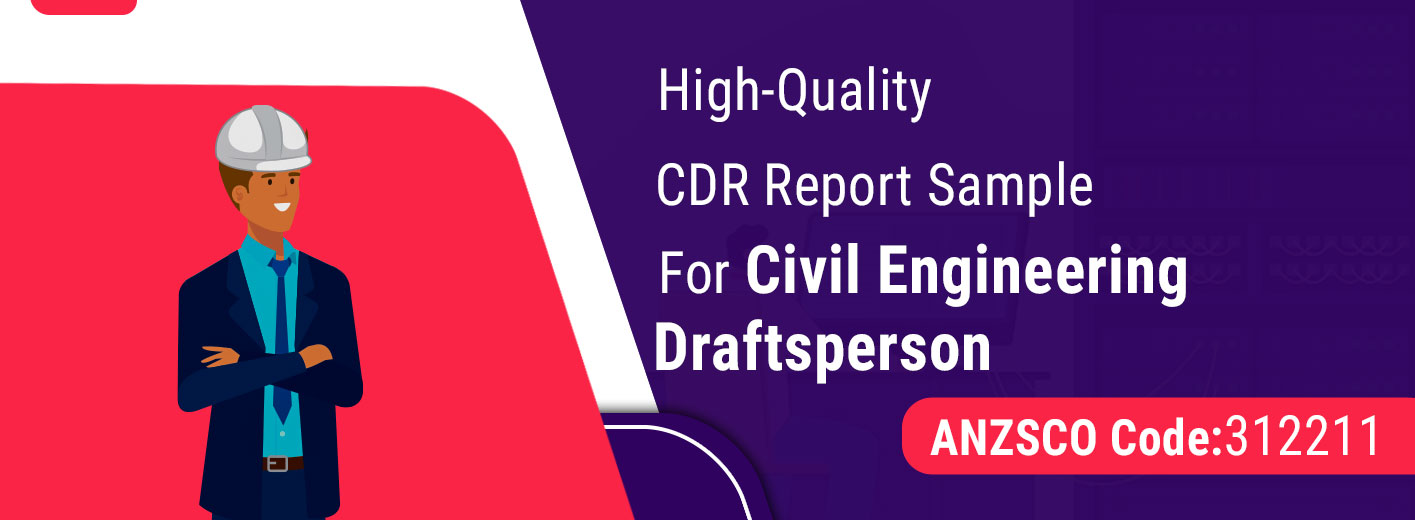 High-Quality
CDR Report Sample
For Civil Engineering
Draftsperson
ANZSCO Code:312211